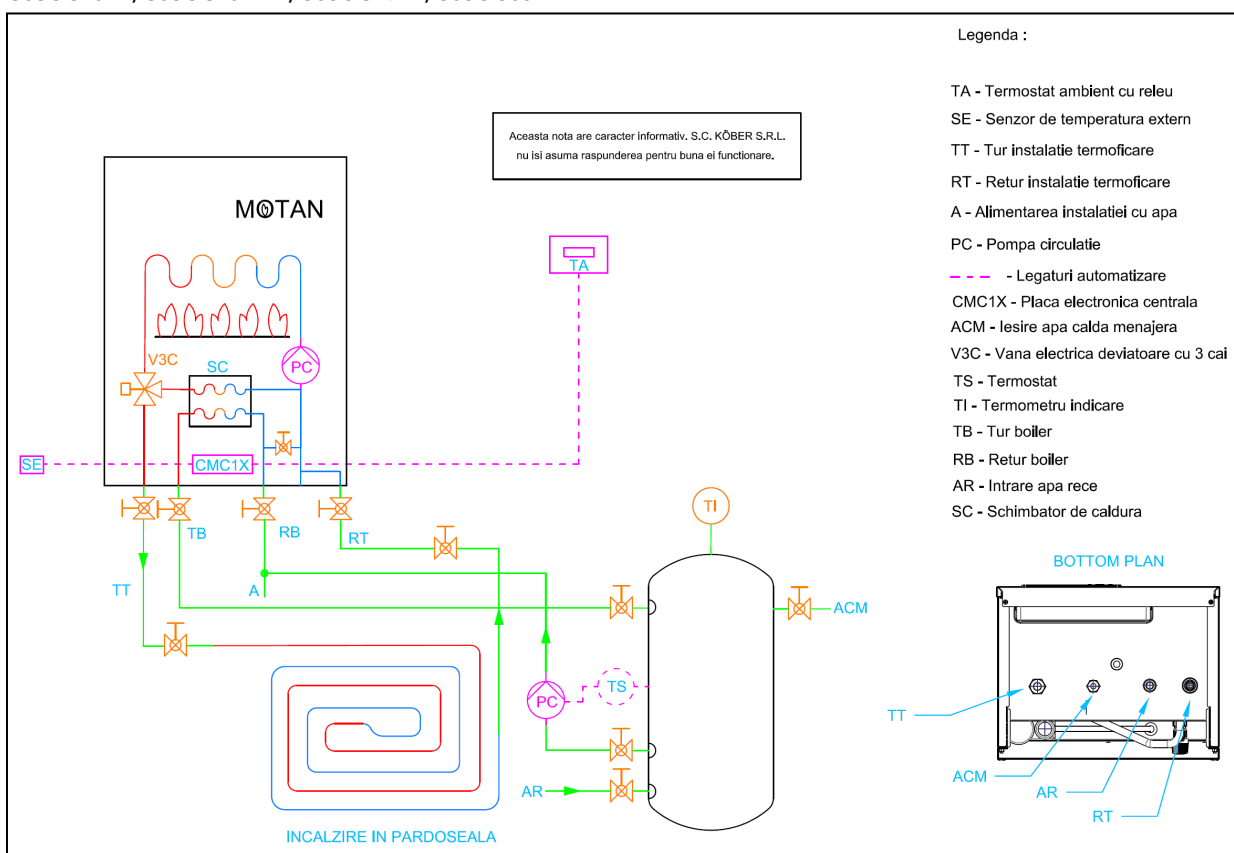 Legenda :
TA - Termostat ambient cu releu
SE - Senzor de temperatura extern
TT - Tur instalatie termoficare
RT - Retur instalatie termoficare
A - Alimentarea instalatiei cu apa
PC - Pompa circulatie
- Legaturi automatizare
CMC1X - Placa electronica centrala
ACM - Iesire apa calda menajera
V3C - Vana electrica deviatoare cu 3 cai
TS - Termostat
TI - Termometru indicare
TB - Tur boiler
RB - Retur boiler
AR - Intrare apa rece
SC - Schimbator de caldura
Aceasta nota are caracter informativ. S.C. KÖBER S.R.L.
nu isi asuma raspunderea pentru buna ei functionare.
MOTAN
TA
V3C
SC
PC
SE
CMC1X
TB
RB
RT
TI
TT
A
ACM
PC
TS
AR
INCALZIRE IN PARDOSEALA
BOTTOM PLAN
TT
ACM
AR
RT